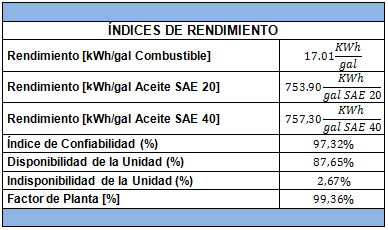 ÍNDICES DE RENDIMIENTO
Rendimiento [kWh/gal Combustible] 17.01 KWh/gal
Rendimiento [kWh/gal Aceite SAE 20] 753.90 KWh/gal SAE 20
Rendimiento [kWh/gal Aceite SAE 40] 757,30 KWh/gal SAE 40
Índice de Confiabilidad (%) 97,32%
Disponibilidad de la Unidad (%) 87,65%
Indisponibilidad de la Unidad (%) 2,67%
Factor de Planta [%] 99,36%